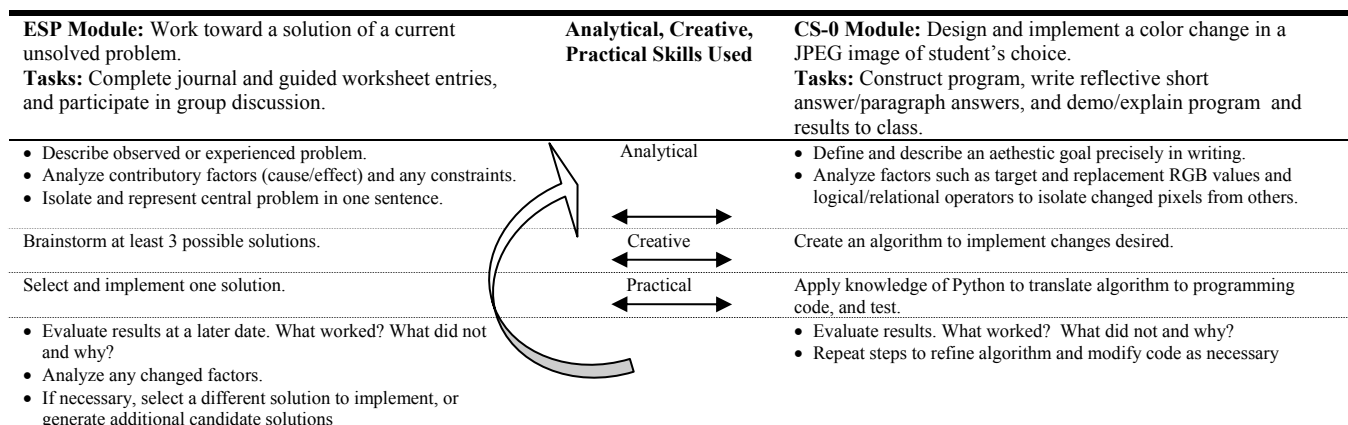 ESP Module: Work toward a solution of a current
unsolved problem.
Tasks: Complete journal and guided worksheet entries,
and participate in group discussion.
Analytical, Creative,
Practical Skills Used
CS-0 Module: Design and implement a color change in a
JPEG image of student's choice.
Tasks: Construct program, write reflective short
answer/paragraph answers, and demo/explain program and
results to class.
• Describe observed or experienced problem.
• Analyze contributory factors (cause/effect) and any constraints.
• Isolate and represent central problem in one sentence.
Analytical
• Define and describe an aethestic goal precisely in writing.
• Analyze factors such as target and replacement RGB values and
logical/relational operators to isolate changed pixels from others.
Brainstorm at least 3 possible solutions.
Creative
Create an algorithm to implement changes desired.
Select and implement one solution.
Practical
Apply knowledge of Python to translate algorithm to programming
code, and test.
• Evaluate results at a later date. What worked? What did not
and why?
• Analyze any changed factors.
• If necessary, select a different solution to implement, or
generate additional candidate solutions
• Evaluate results. What worked? What did not and why?
• Repeat steps to refine algorithm and modify code as necessary